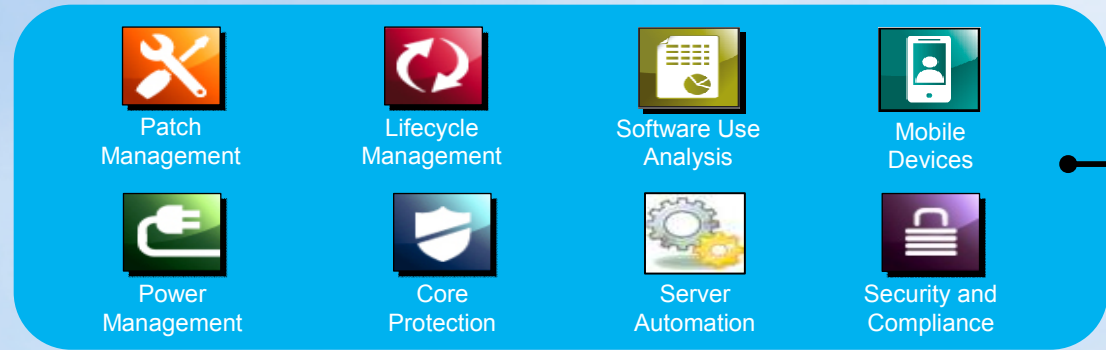 Patch
Management
Lifecycle
Management
Software Use
Analysis
Mobile
Devices
Power
Management
Core
Protection
Server
Automation
Security and
Compliance